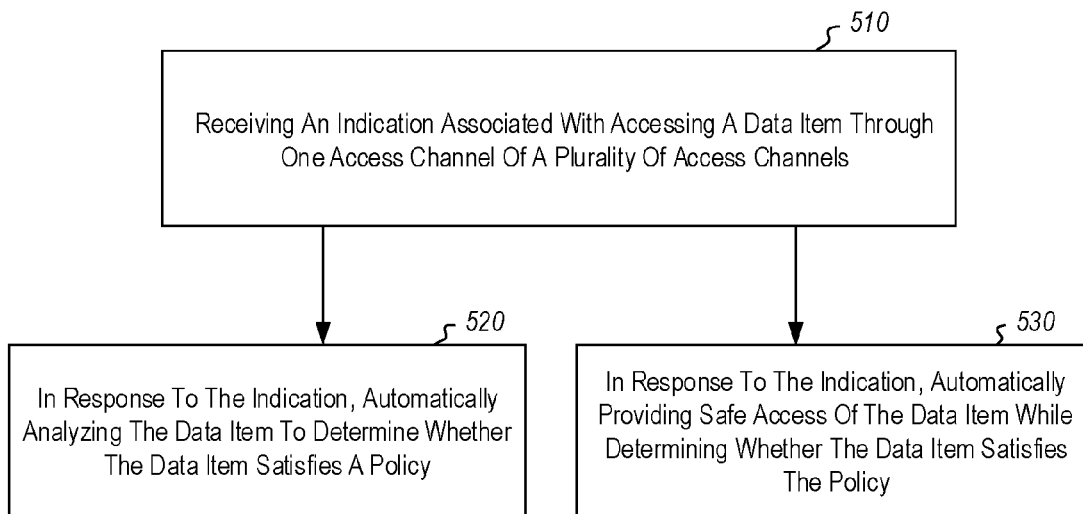 510
Receiving An Indication Associated With Accessing A Data Item Through
One Access Channel Of A Plurality Of Access Channels
520
In Response To The Indication, Automatically
Analyzing The Data Item To Determine Whether
The Data Item Satisfies A Policy
530
In Response To The Indication, Automatically
Providing Safe Access Of The Data Item While
Determining Whether The Data Item Satisfies
The Policy